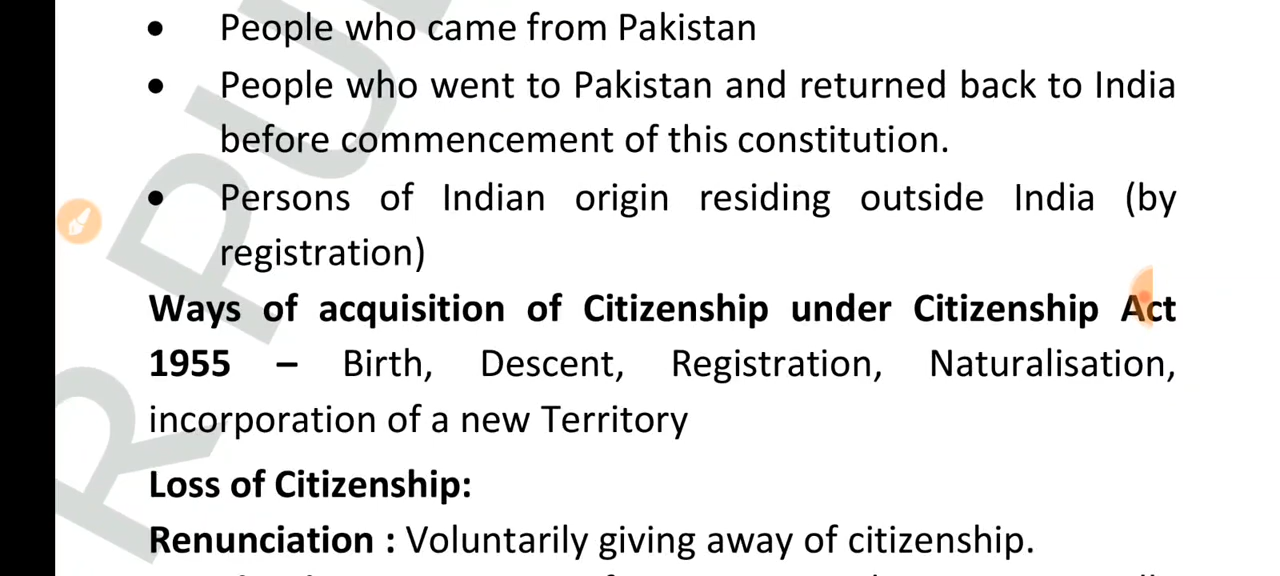 • People who came from Pakistan
• People who went to Pakistan and returned back to India
before commencement of this constitution.
• Persons of Indian origin residing outside India (by
registration)
Ways of acquisition of Citizenship under Citizenship Act
1955 – Birth, Descent, Registration, Naturalisation,
incorporation of a new Territory
Loss of Citizenship:
Renunciation : Voluntarily giving away of citizenship.